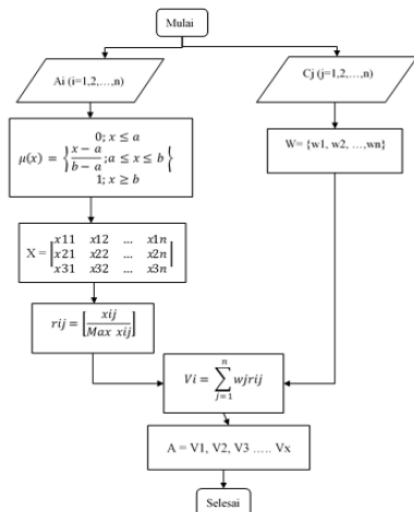 Mulai
Ai (i=1,2,…,n)
Cj (j=1,2,…,n)
0; x ≤ a
μ(x) = { x − a / b − a ; a ≤ x ≤ b {
1; x ≥ b
W= {w1, w2, …,wn}
x11 x12 ... x1n
X = | x21 x22 ... x2n |
x31 x32 ... x3n
rij = [ xij / Max xij ]
Vi = ∑ n j=1 wjrij
A = V1, V2, V3 ..... Vx
Selesai